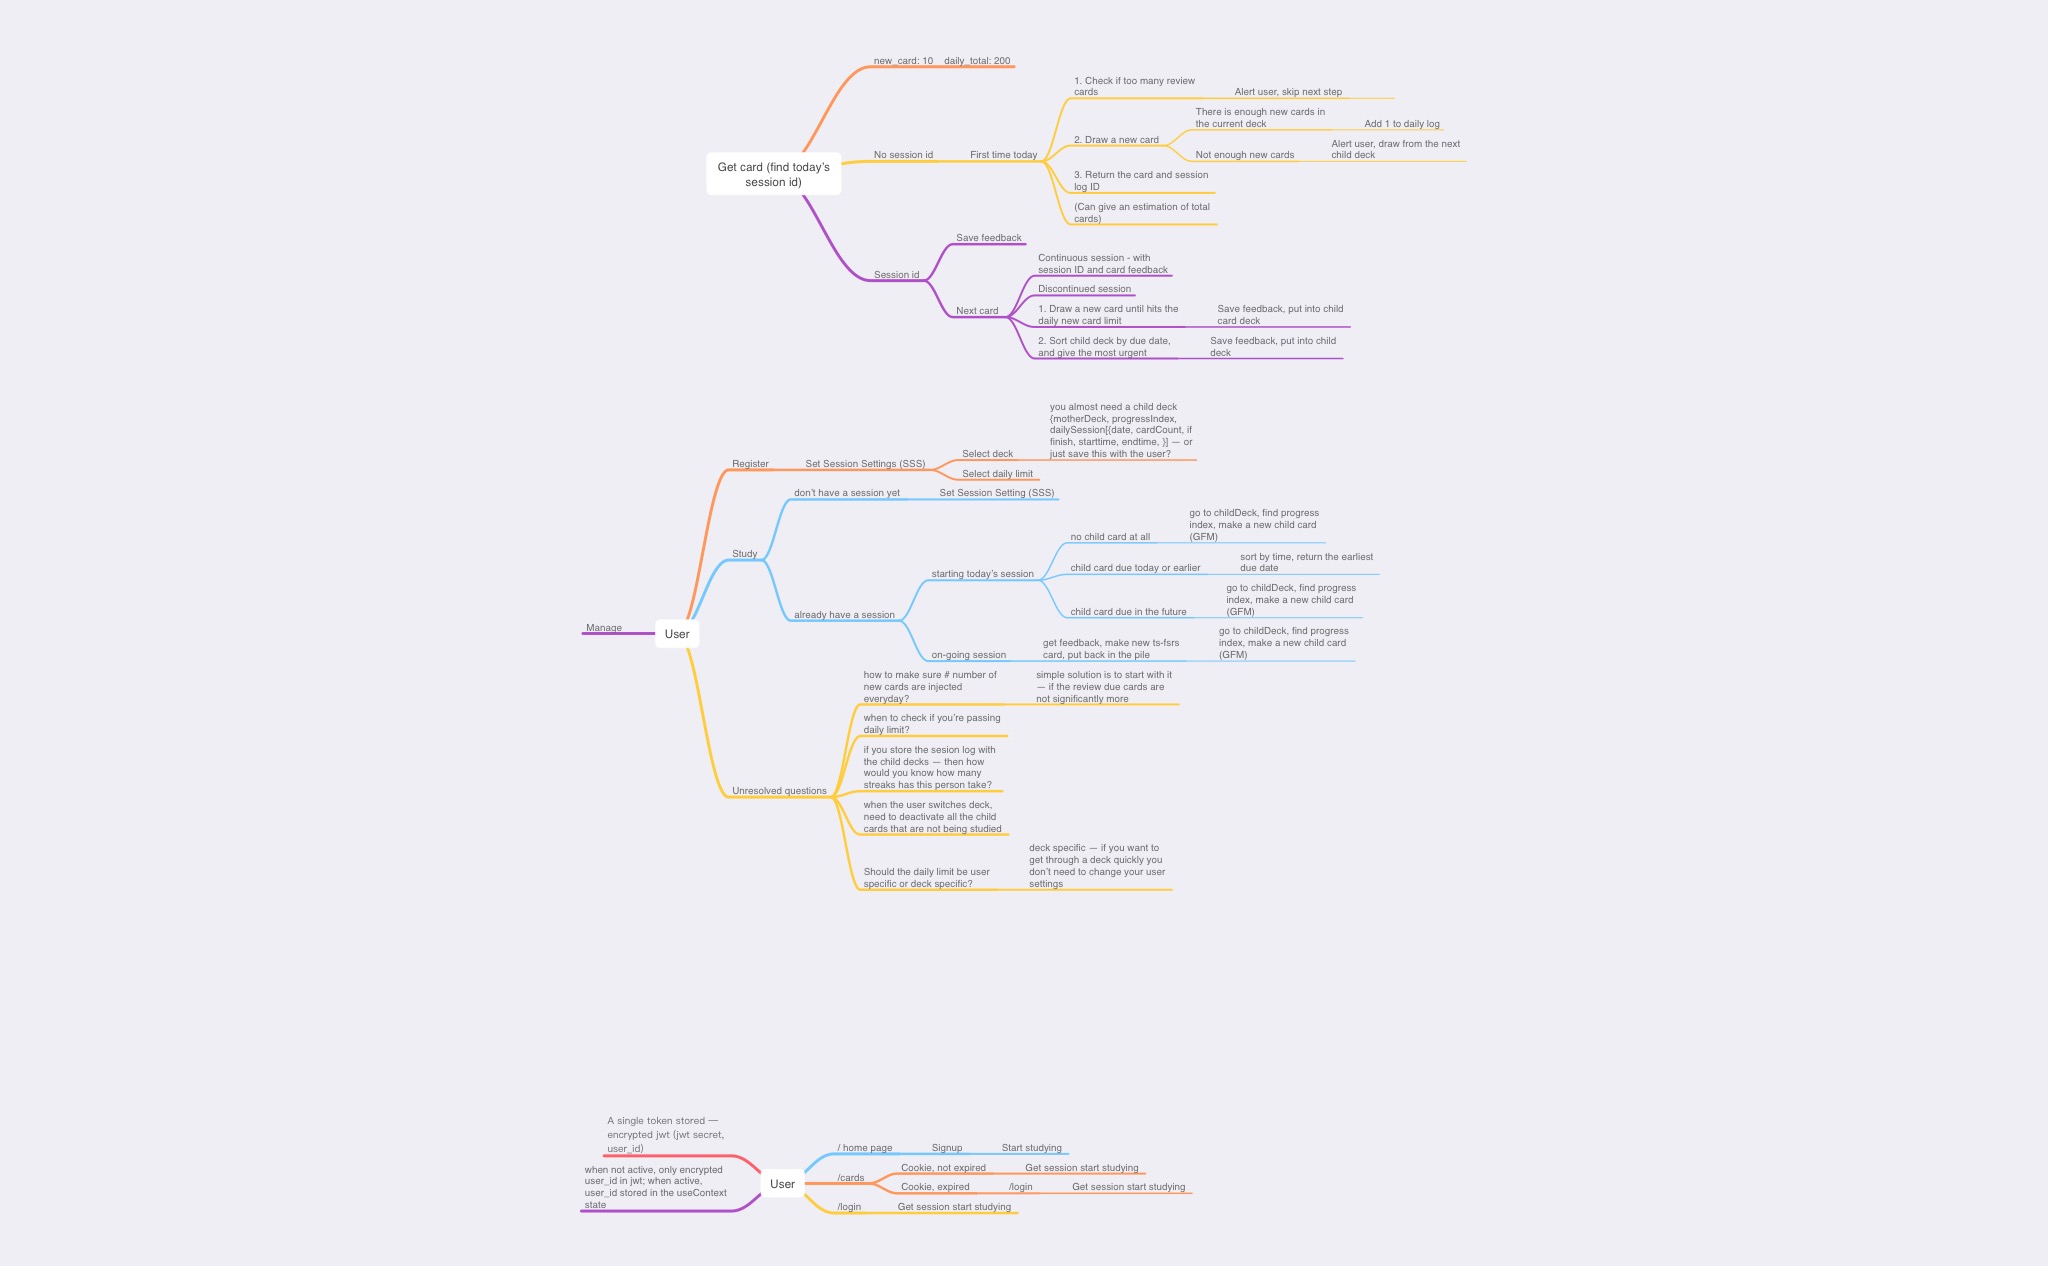 new_card: 10 daily_total: 200
Get card (find today's
session id)
No session id
First time today
1. Check if too many review
cards
Alert user, skip next step
2. Draw a new card
There is enough new cards in
the current deck
Add 1 to daily log
Not enough new cards
Alert user, draw from the next
child deck
3. Return the card and session
log ID
(Can give an estimation of total
cards)
Session id
Save feedback
Next card
Continuous session - with
session ID and card feedback
Discontinued session
1. Draw a new card until hits the
daily new card limit
Save feedback, put into child
card deck
2. Sort child deck by due date,
and give the most urgent
Save feedback, put into child
deck
Manage
User
Register
Set Session Settings (SSS)
Select deck
you almost need a child deck
{motherDeck, progressIndex,
dailySession[{date, cardCount, if
finish, starttime, endtime, }] — or
just save this with the user?
Select daily limit
Study
don't have a session yet
Set Session Setting (SSS)
already have a session
starting today's session
no child card at all
go to childDeck, find progress
index, make a new child card
(GFM)
child card due today or earlier
sort by time, return the earliest
due date
child card due in the future
go to childDeck, find progress
index, make a new child card
(GFM)
on-going session
get feedback, make new ts-fsrs
card, put back in the pile
go to childDeck, find progress
index, make a new child card
(GFM)
Unresolved questions
how to make sure # number of
new cards are injected
everyday?
simple solution is to start with it
— if the review due cards are
not significantly more
when to check if you're passing
daily limit?
if you store the sesion log with
the child decks — then how
would you know how many
streaks has this person take?
when the user switches deck,
need to deactivate all the child
cards that are not being studied
Should the daily limit be user
specific or deck specific?
deck specific — if you want to
get through a deck quickly you
don't need to change your user
settings
A single token stored —
encrypted jwt (jwt secret,
user_id)
when not active, only encrypted
user_id in jwt; when active,
user_id stored in the useContext
state
User
/ home page
Signup
Start studying
/cards
Cookie, not expired
Get session start studying
Cookie, expired
/login
Get session start studying
/login
Get session start studying